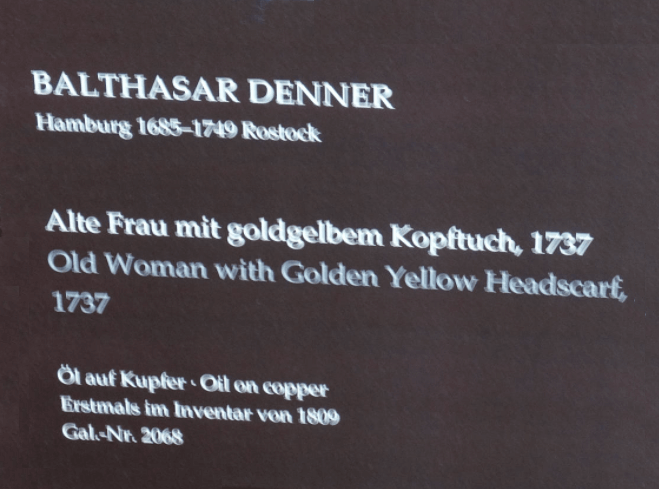 BALTHASAR DENNER
Hamburg 1685–1749 Rostock
Alte Frau mit goldgelbem Kopftuch, 1737
Old Woman with Golden Yellow Headscarf,
1737
Öl auf Kupfer · Oil on copper
Erstmals im Inventar von 1809
Gal.-Nr. 2068